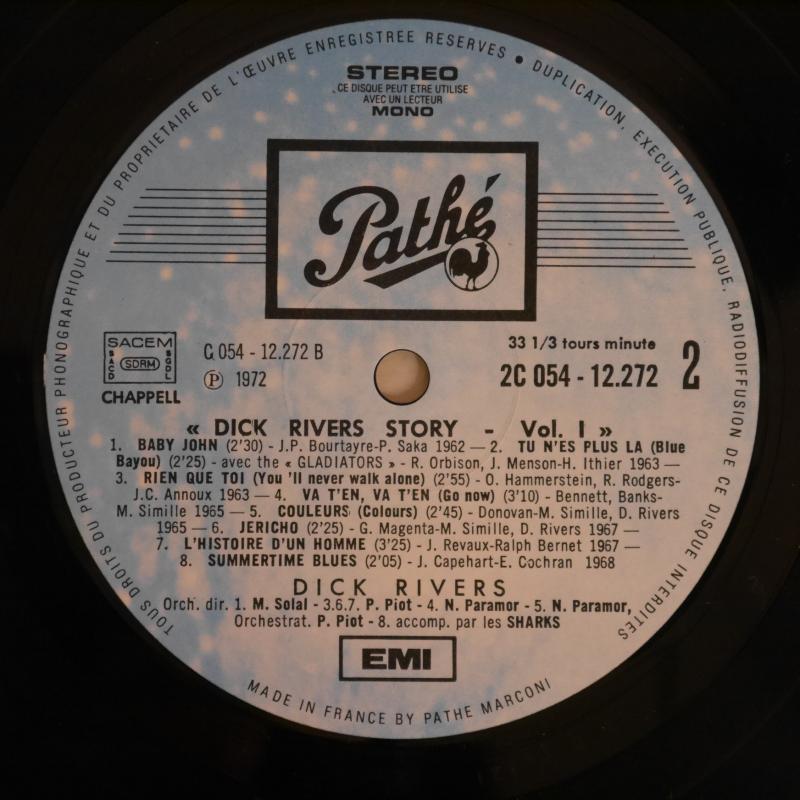 TOUS DROITS DU PRODUCTEUR PHONOGRAPHIQUE ET DU PROPRIETAIRE DE L'ŒUVRE ENREGISTREE RESERVES • DUPLICATION, EXECUTION PUBLIQUE, RADIODIFFUSION DE CE DISQUE INTERDITES
STEREO
CE DISQUE PEUT ETRE UTILISE
AVEC UN LECTEUR
MONO
Pathé
SACEM
SACD SDRM SGDL
CHAPPELL
C 054 - 12.272 B
Ⓟ 1972
33 1/3 tours minute
2C 054 - 12.272 2
« DICK RIVERS STORY - Vol. I »
1. BABY JOHN (2'30) - J.P. Bourtayre-P. Saka 1962 — 2. TU N'ES PLUS LA (Blue
Bayou) (2'25) - avec the « GLADIATORS » - R. Orbison, J. Menson-H. Ithier 1963 —
3. RIEN QUE TOI (You 'll never walk alone) (2'55) - O. Hammerstein, R. Rodgers-
J.C. Annoux 1963 — 4. VA T'EN, VA T'EN (Go now) (3'10) - Bennett, Banks-
M. Simille 1965 — 5. COULEURS (Colours) (2'45) - Donovan-M. Simille, D. Rivers
1965 — 6. JERICHO (2'25) - G. Magenta-M. Simille, D. Rivers 1967 —
7. L'HISTOIRE D'UN HOMME (3'25) - J. Revaux-Ralph Bernet 1967 —
8. SUMMERTIME BLUES (2'05) - J. Capehart-E. Cochran 1968
DICK RIVERS
Orch. dir. 1. M. Solal - 3.6.7. P. Piot - 4. N. Paramor - 5. N. Paramor,
Orchestrat. P. Piot - 8. accomp. par les SHARKS
EMI
MADE IN FRANCE BY PATHE MARCONI